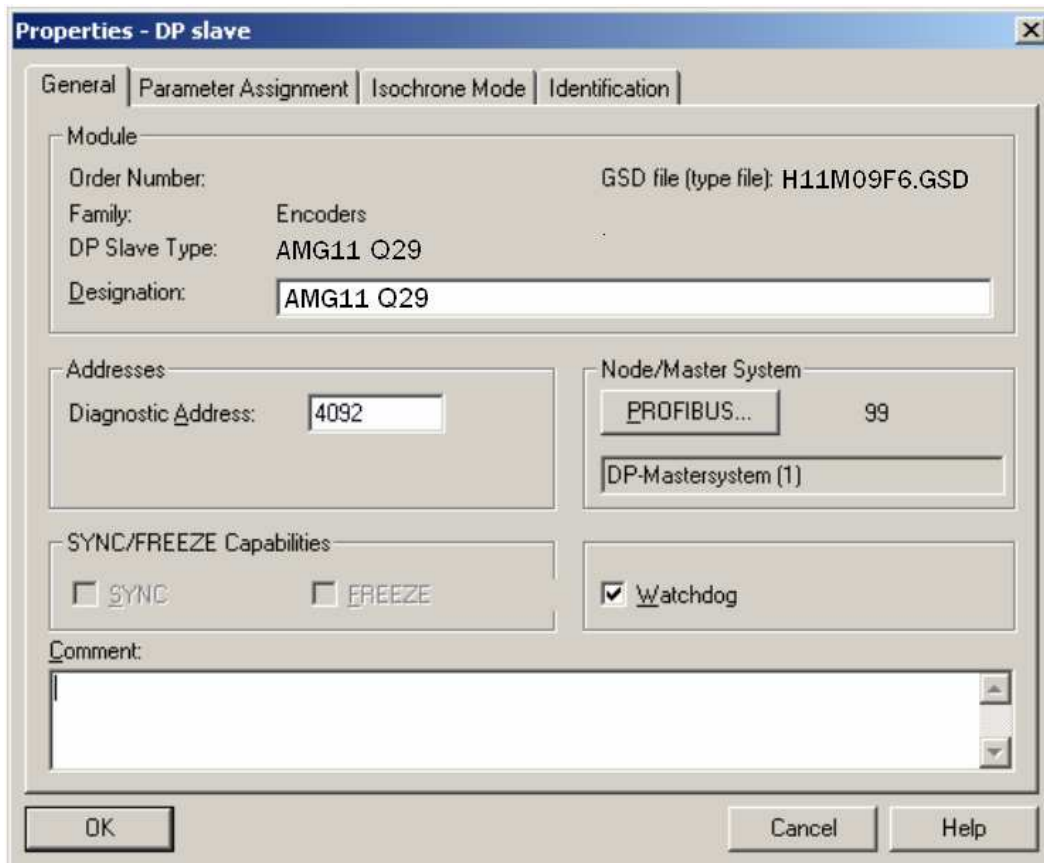 Properties - DP slave
General Parameter Assignment Isochrone Mode Identification
Module
Order Number: GSD file (type file): H11M09F6.GSD
Family: Encoders
DP Slave Type: AMG11 Q29
Designation: AMG11 Q29
Addresses
Diagnostic Address: 4092
Node/Master System
PROFIBUS... 99
DP-Mastersystem (1)
SYNC/FREEZE Capabilities
SYNC FREEZE
Watchdog
Comment:
OK Cancel Help